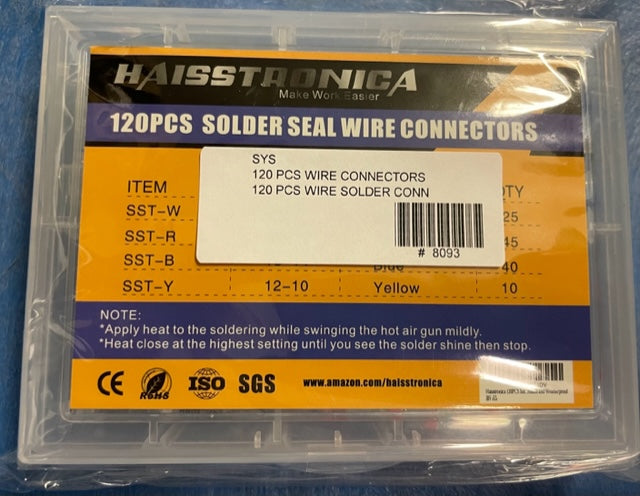 HAISSTRONICA
Make Work Easier
120PCS SOLDER SEAL WIRE CONNECTORS
SYS
120 PCS WIRE CONNECTORS
120 PCS WIRE SOLDER CONN
# 8093
ITEM QTY
SST-W 25
SST-R 45
SST-B Blue 40
SST-Y 12-10 Yellow 10
NOTE:
*Apply heat to the soldering while swinging the hot air gun mildly.
*Heat close at the highest setting until you see the solder shine then stop.
CE RoHS ISO SGS www.amazon.com/haisstronica